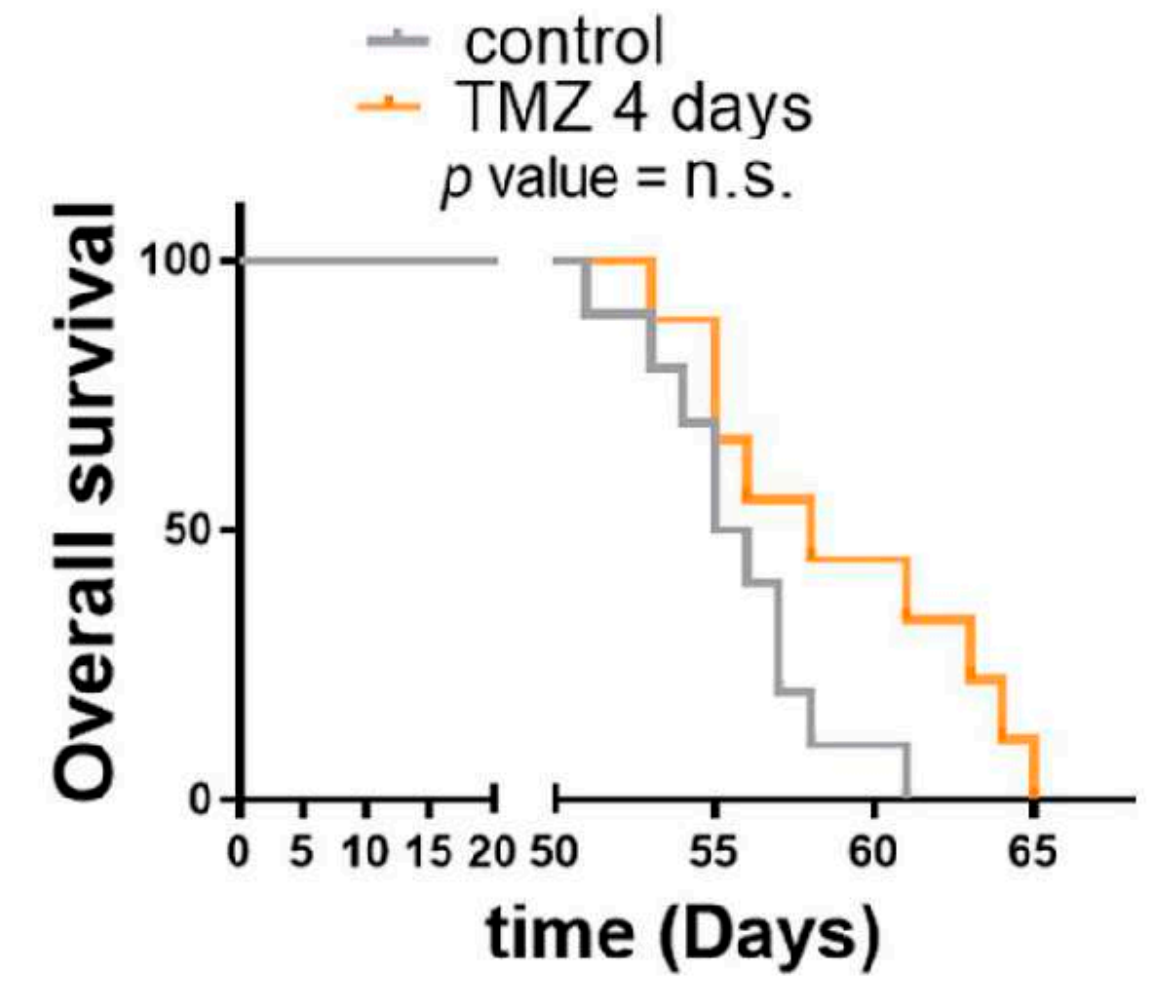 control
TMZ 4 days
p value = n.s.
Overall survival
100
50
0
0 5 10 15 20 50 55 60 65
time (Days)